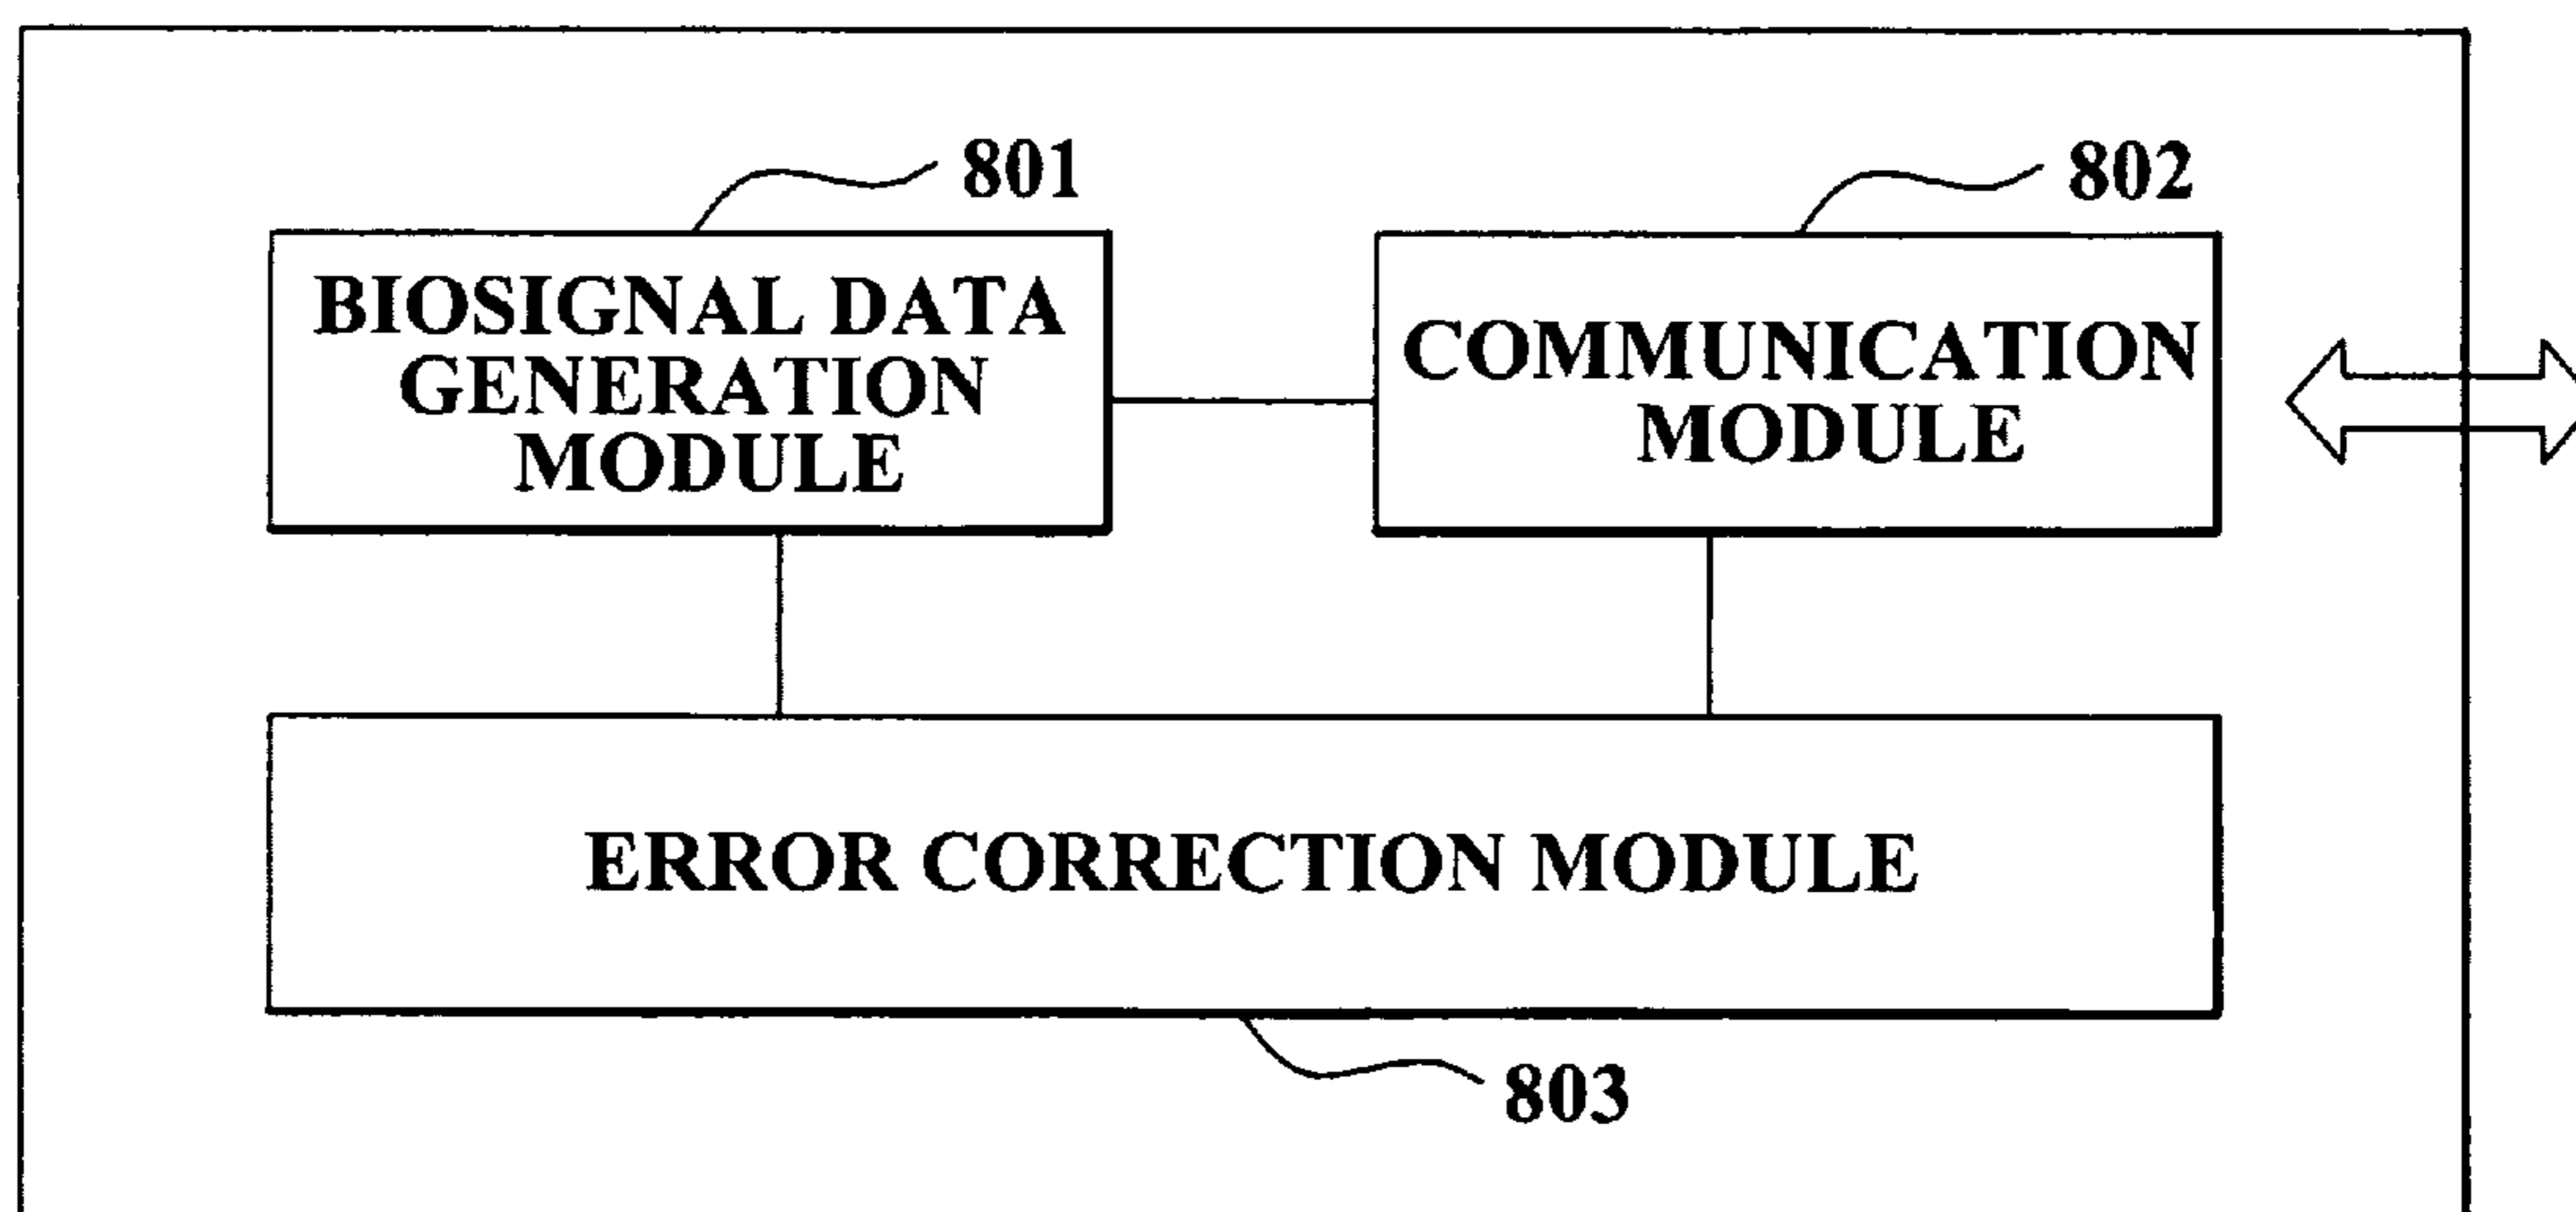 801
802
BIOSIGNAL DATA
GENERATION
MODULE
COMMUNICATION
MODULE
ERROR CORRECTION MODULE
803